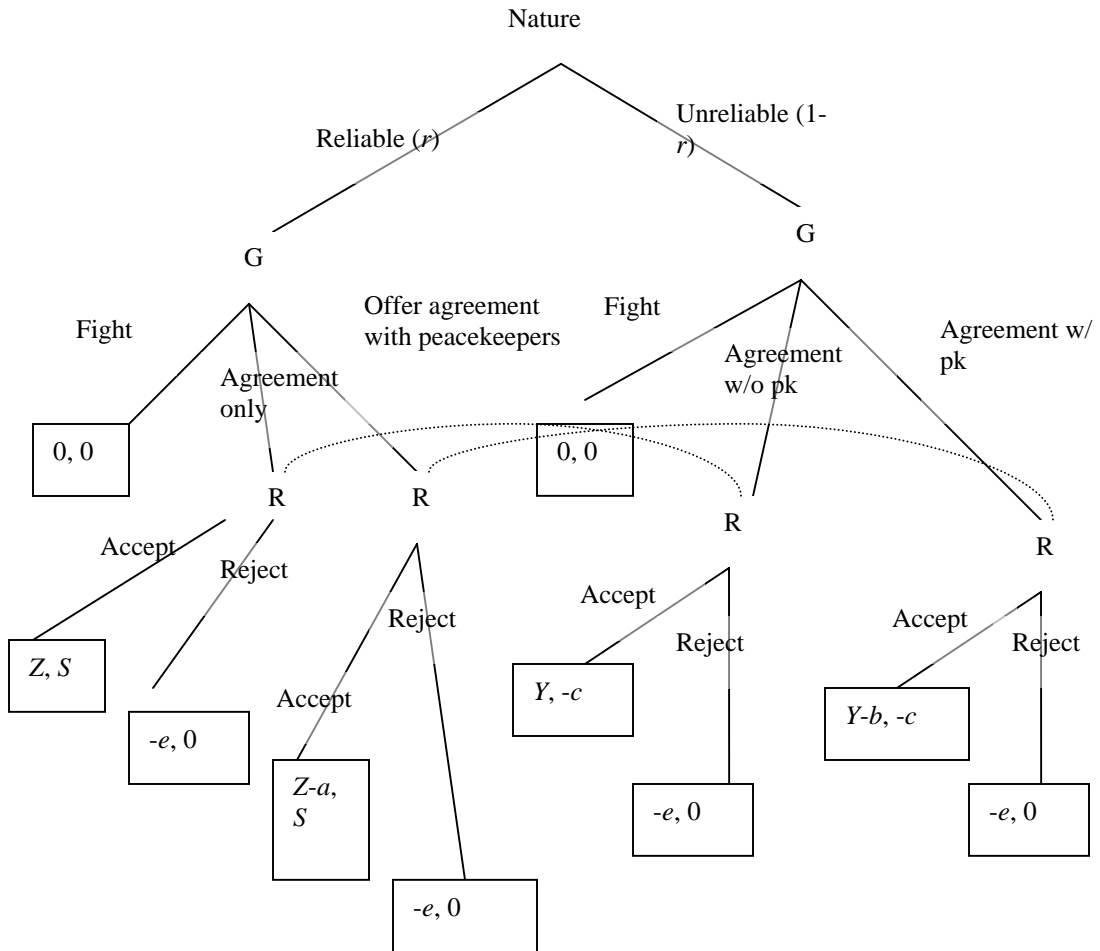 Nature
Unreliable (1-
r)
Reliable (r)
G
G
Offer agreement
with peacekeepers
Fight
Fight
Agreement w/
pk
Agreement
only
Agreement
w/o pk
0, 0
0, 0
R
R
R
R
Accept
Reject
Accept
Reject
Accept
Reject
Reject
Z, S
Y, -c
Accept
Y-b, -c
-e, 0
Z-a,
S
-e, 0
-e, 0
-e, 0